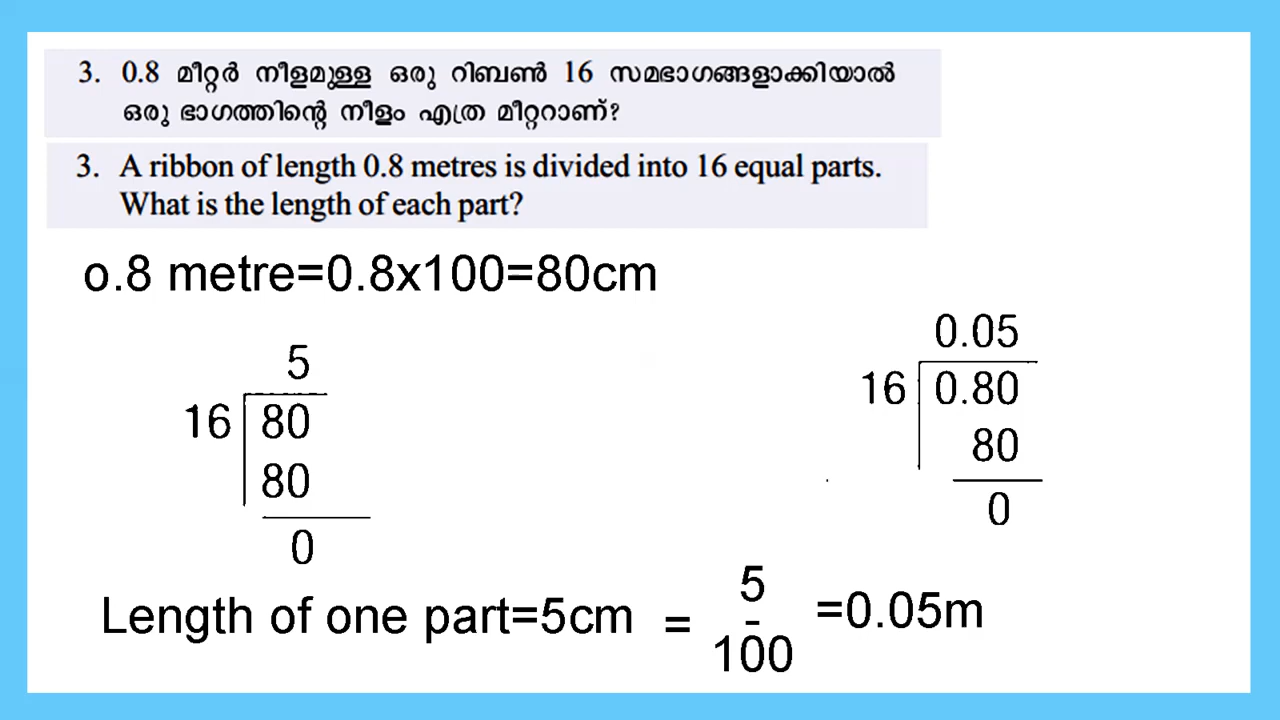 3. 0.8 മീറ്റർ നീളമുള്ള ഒരു റിബൺ 16 സമഭാഗങ്ങളാക്കിയാൽ
ഒരു ഭാഗത്തിന്റെ നീളം എത്ര മീറ്ററാണ്?
3. A ribbon of length 0.8 metres is divided into 16 equal parts.
What is the length of each part?
o.8 metre=0.8x100=80cm
5
16 80
80
0
0.05
16 0.80
80
0
Length of one part=5cm = 5/100 =0.05m